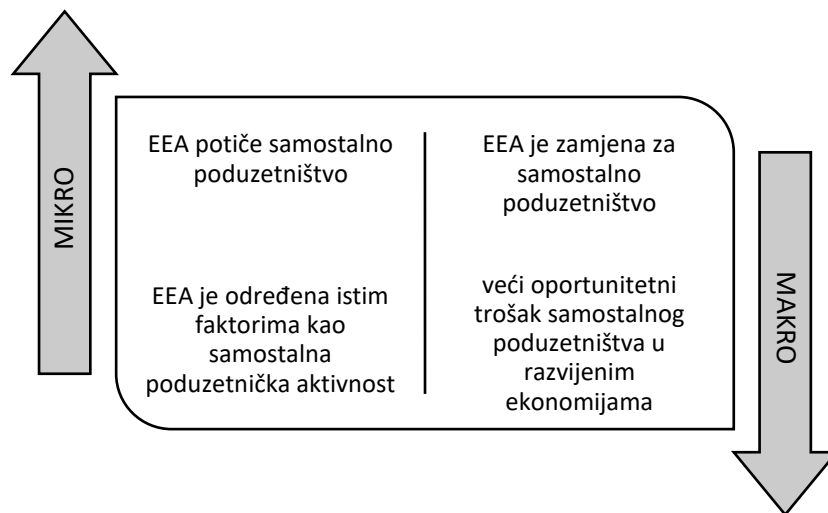 MIKRO
EEA potiče samostalno
poduzetništvo
EEA je određena istim
faktorima kao
samostalna
poduzetnička aktivnost
EEA je zamjena za
samostalno
poduzetništvo
veći oportunitetni
trošak samostalnog
poduzetništva u
razvijenim
ekonomijama
MAKRO